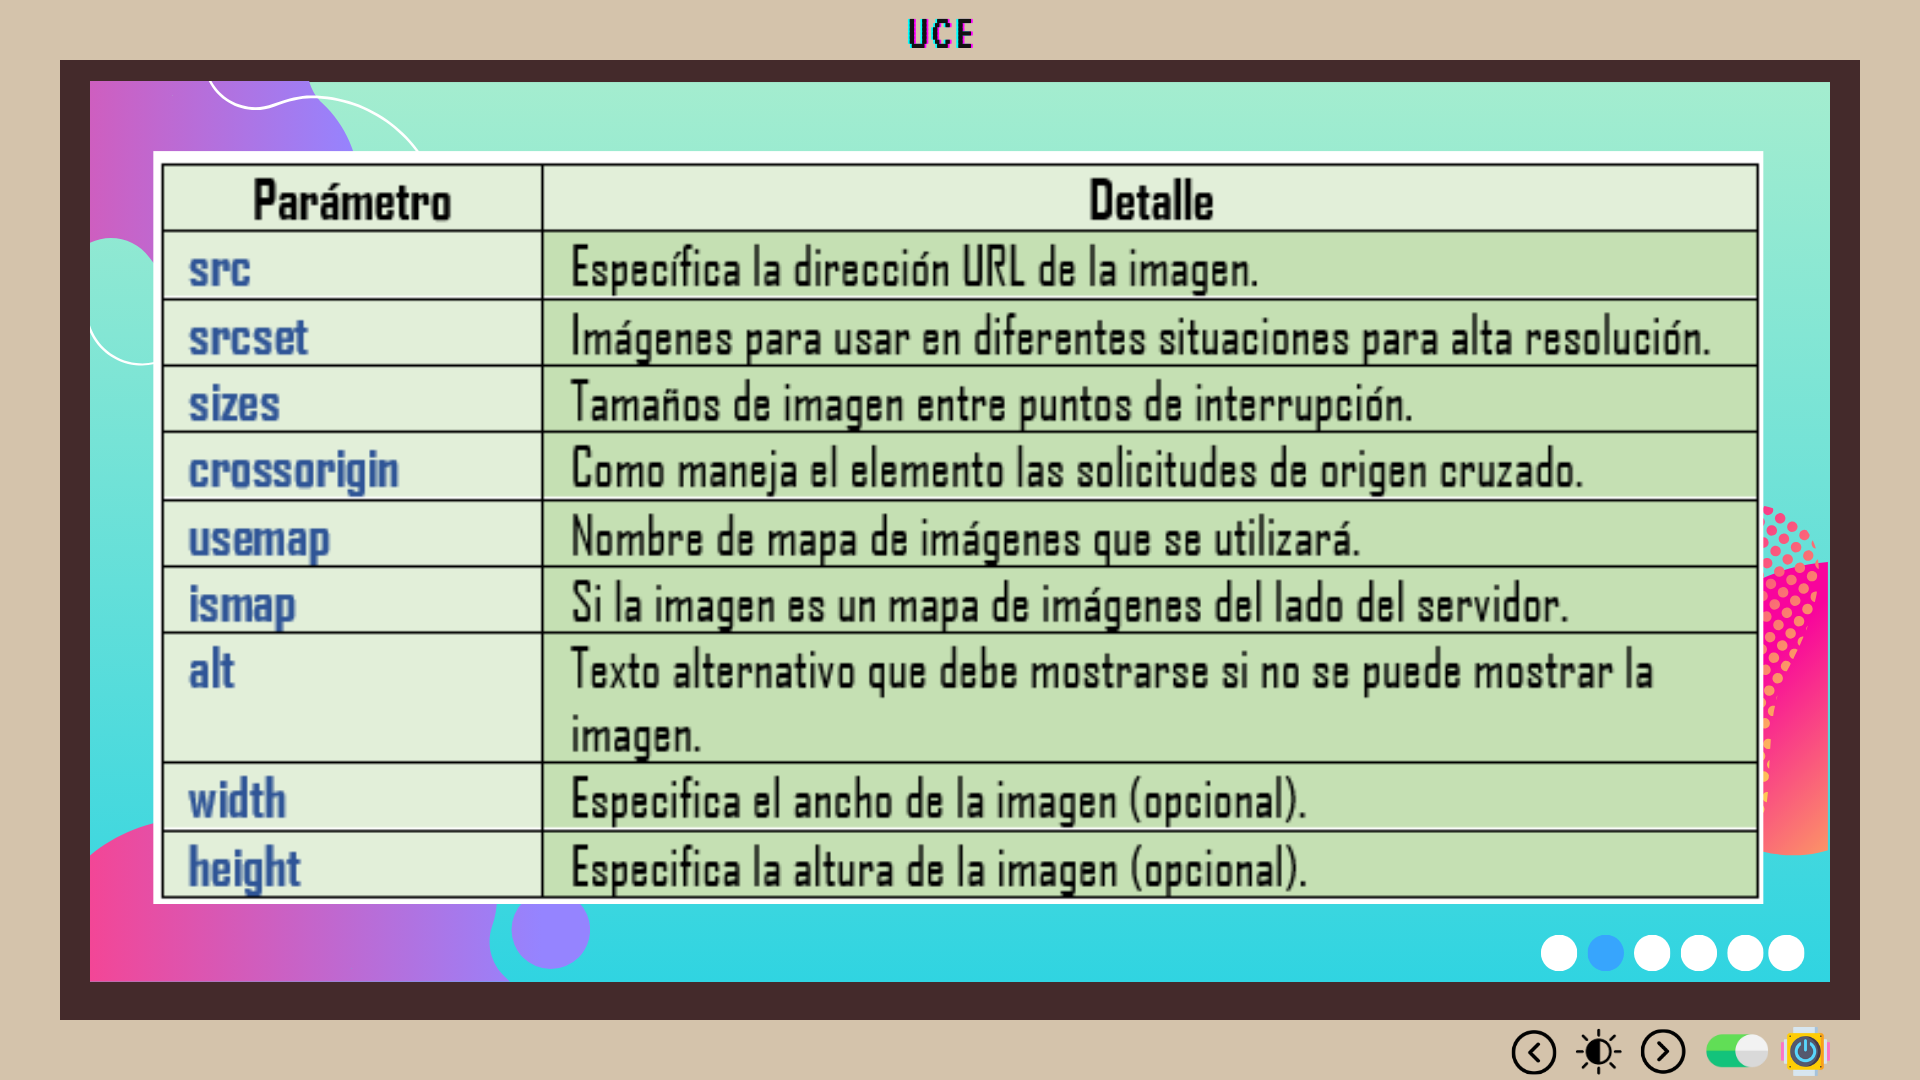 UCE
Parámetro Detalle
src Específica la dirección URL de la imagen.
srcset Imágenes para usar en diferentes situaciones para alta resolución.
sizes Tamaños de imagen entre puntos de interrupción.
crossorigin Como maneja el elemento las solicitudes de origen cruzado.
usemap Nombre de mapa de imágenes que se utilizará.
ismap Si la imagen es un mapa de imágenes del lado del servidor.
alt Texto alternativo que debe mostrarse si no se puede mostrar la
imagen.
width Especifica el ancho de la imagen (opcional).
height Especifica la altura de la imagen (opcional).